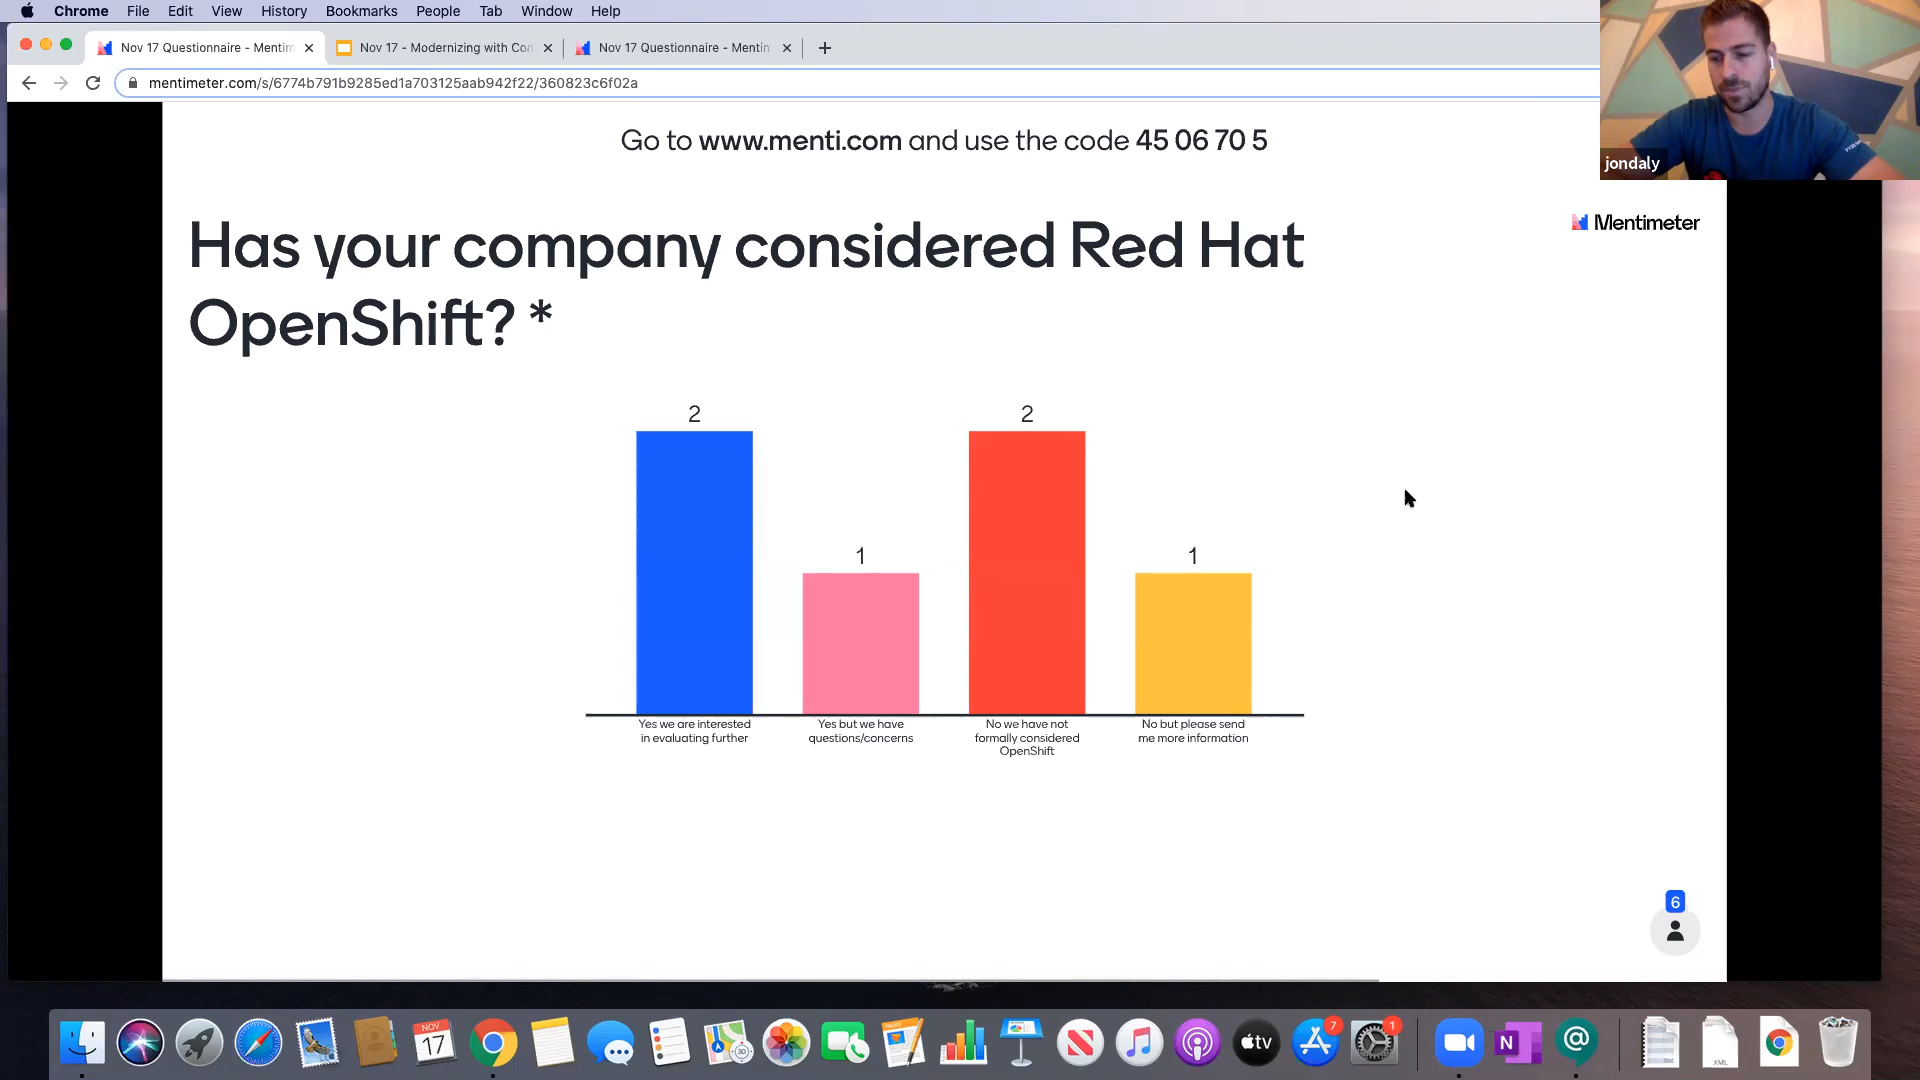 Chrome File Edit View History Bookmarks People Tab Window Help
Nov 17 Questionnaire - Mentim
Nov 17 - Modernizing with Con
Nov 17 Questionnaire - Mentim
mentimeter.com/s/6774b791b9285ed1a703125aab942f22/360823c6f02a
jondaly
Go to www.menti.com and use the code 45 06 70 5
Mentimeter
Has your company considered Red Hat
OpenShift? *
2
1
2
1
Yes we are interested
in evaluating further
Yes but we have
questions/concerns
No we have not
formally considered
OpenShift
No but please send
me more information
6
NOV
17
3D
N
tv
7
1
N
@
XML